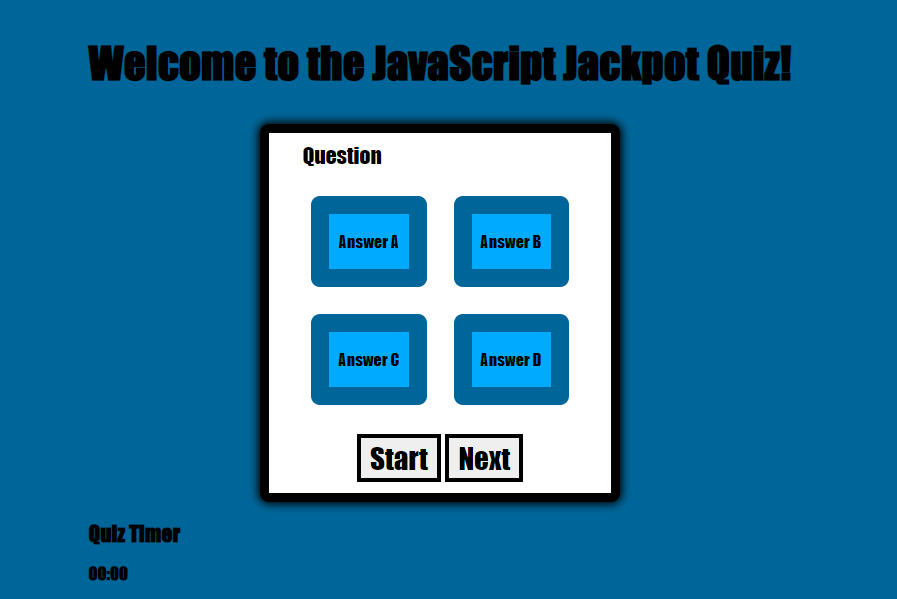 Welcome to the JavaScript Jackpot Quiz!
Question
Answer A
Answer B
Answer C
Answer D
Start
Next
Quiz Timer
00:00